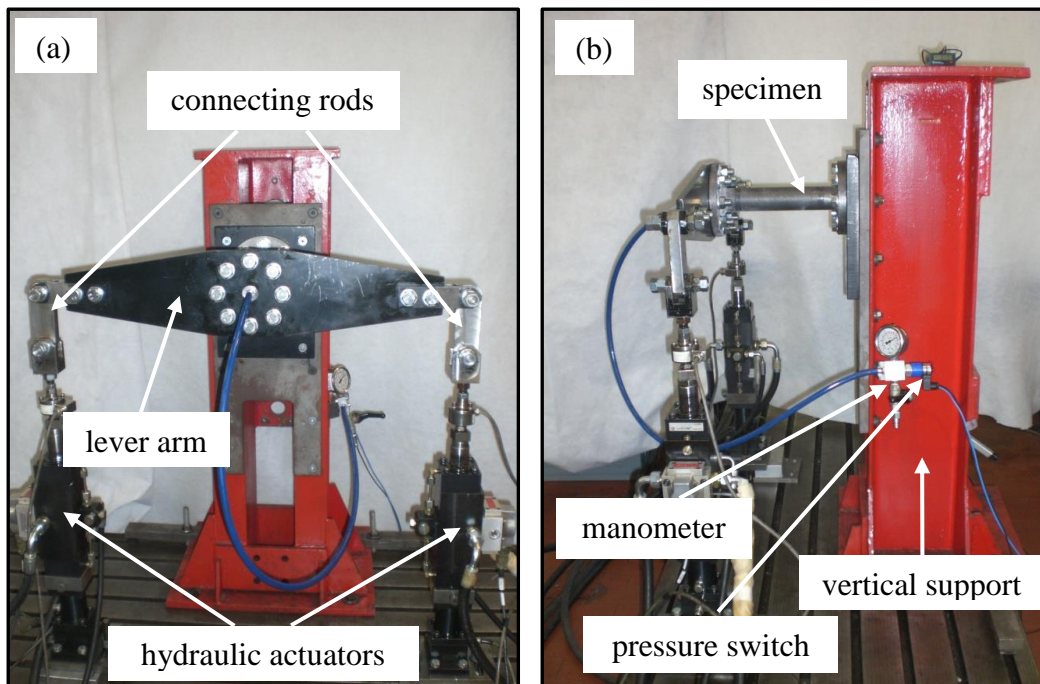 (a)
connecting rods
lever arm
hydraulic actuators
(b)
specimen
manometer
vertical support
pressure switch